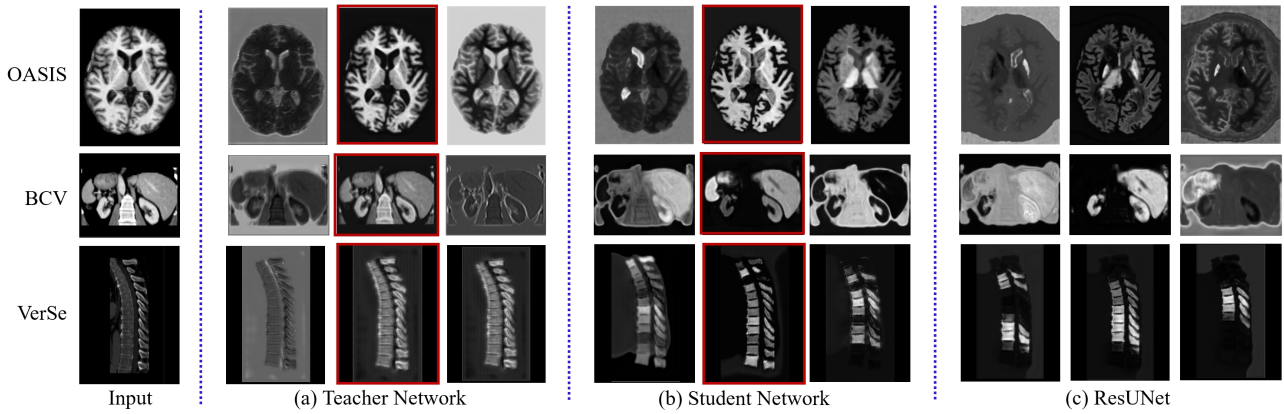 OASIS
BCV
VerSe
Input
(a) Teacher Network
(b) Student Network
(c) ResUNet